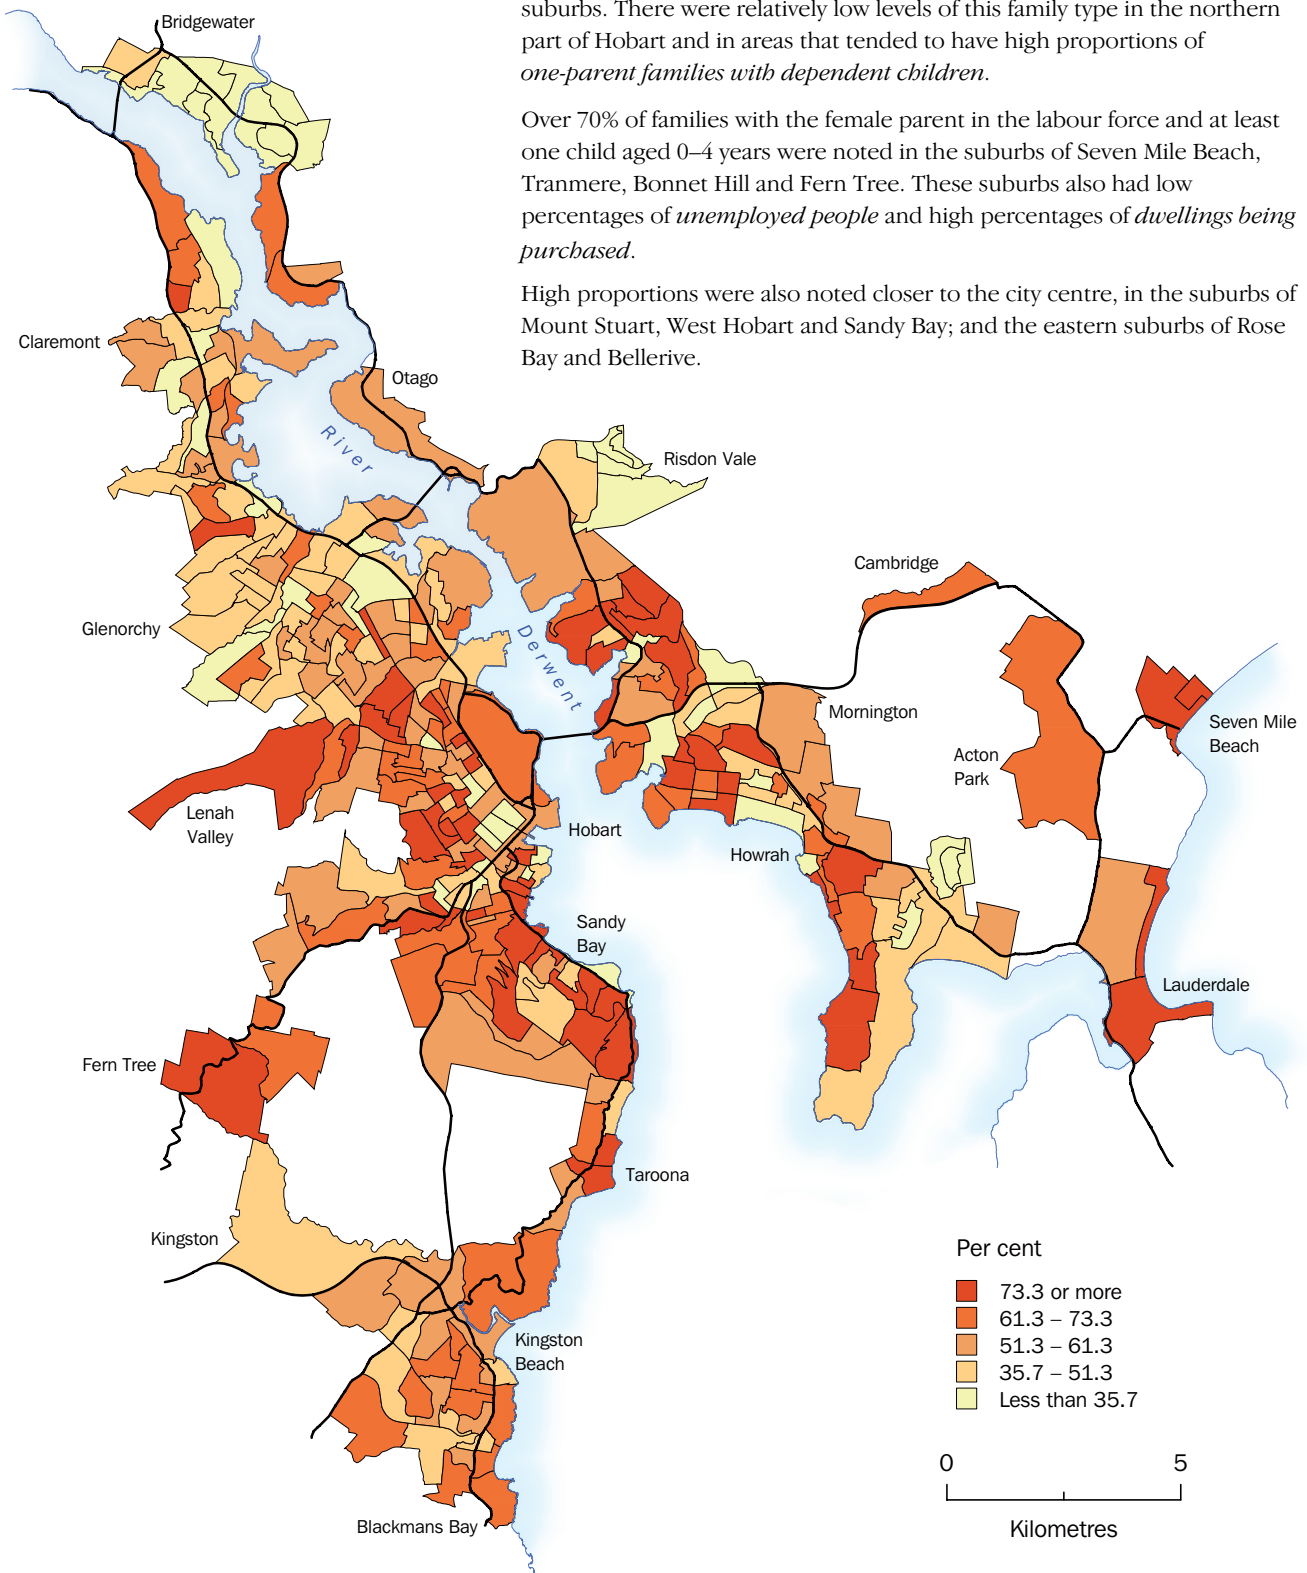 suburbs. There were relatively low levels of this family type in the northern
part of Hobart and in areas that tended to have high proportions of
one-parent families with dependent children.
Over 70% of families with the female parent in the labour force and at least
one child aged 0–4 years were noted in the suburbs of Seven Mile Beach,
Tranmere, Bonnet Hill and Fern Tree. These suburbs also had low
percentages of unemployed people and high percentages of dwellings being
purchased.
High proportions were also noted closer to the city centre, in the suburbs of
Mount Stuart, West Hobart and Sandy Bay; and the eastern suburbs of Rose
Bay and Bellerive.
Bridgewater
Claremont
Otago
River
Risdon Vale
Cambridge
Glenorchy
Derwent
Mornington
Seven Mile
Beach
Acton
Park
Lenah
Valley
Hobart
Howrah
Sandy
Bay
Lauderdale
Fern Tree
Taroona
Kingston
Kingston
Beach
Blackmans Bay
Per cent
73.3 or more
61.3 – 73.3
51.3 – 61.3
35.7 – 51.3
Less than 35.7
0 5
Kilometres